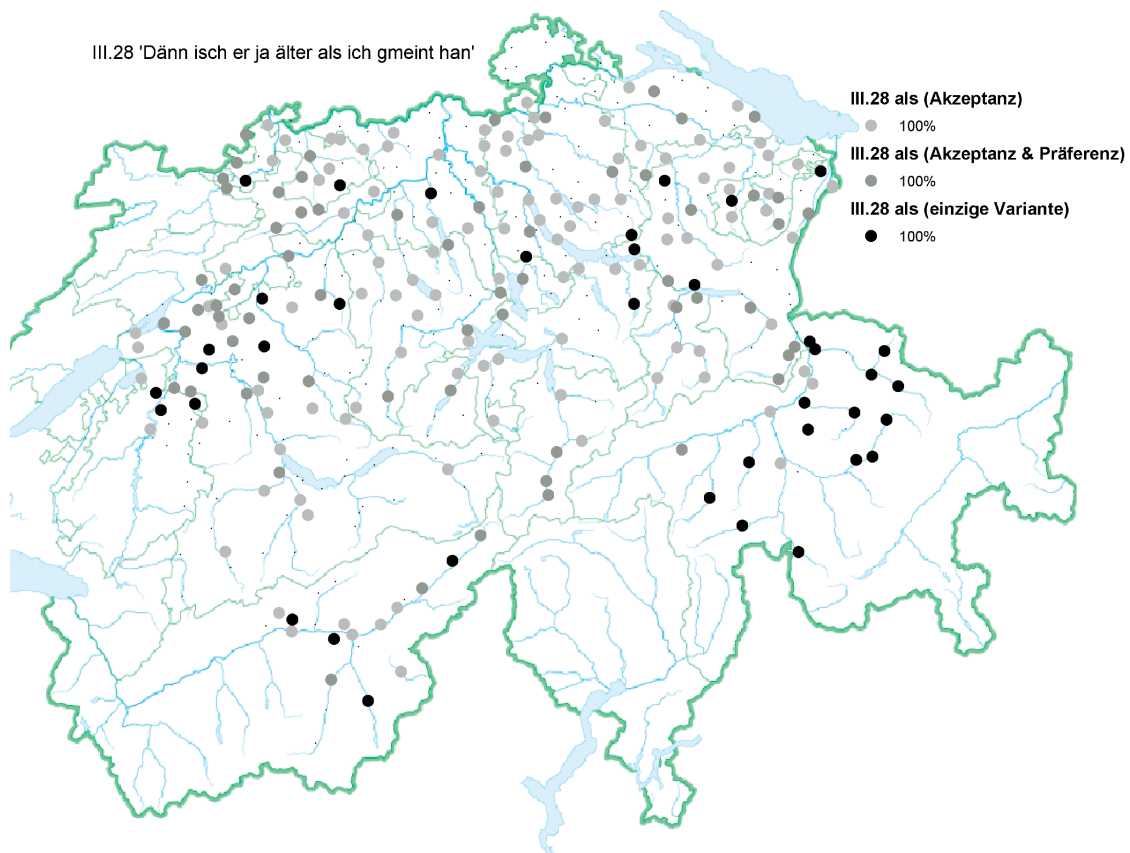 III.28 'Dänn isch er ja älter als ich gmeint han'
III.28 als (Akzeptanz)
100%
III.28 als (Akzeptanz & Präferenz)
100%
III.28 als (einzige Variante)
100%